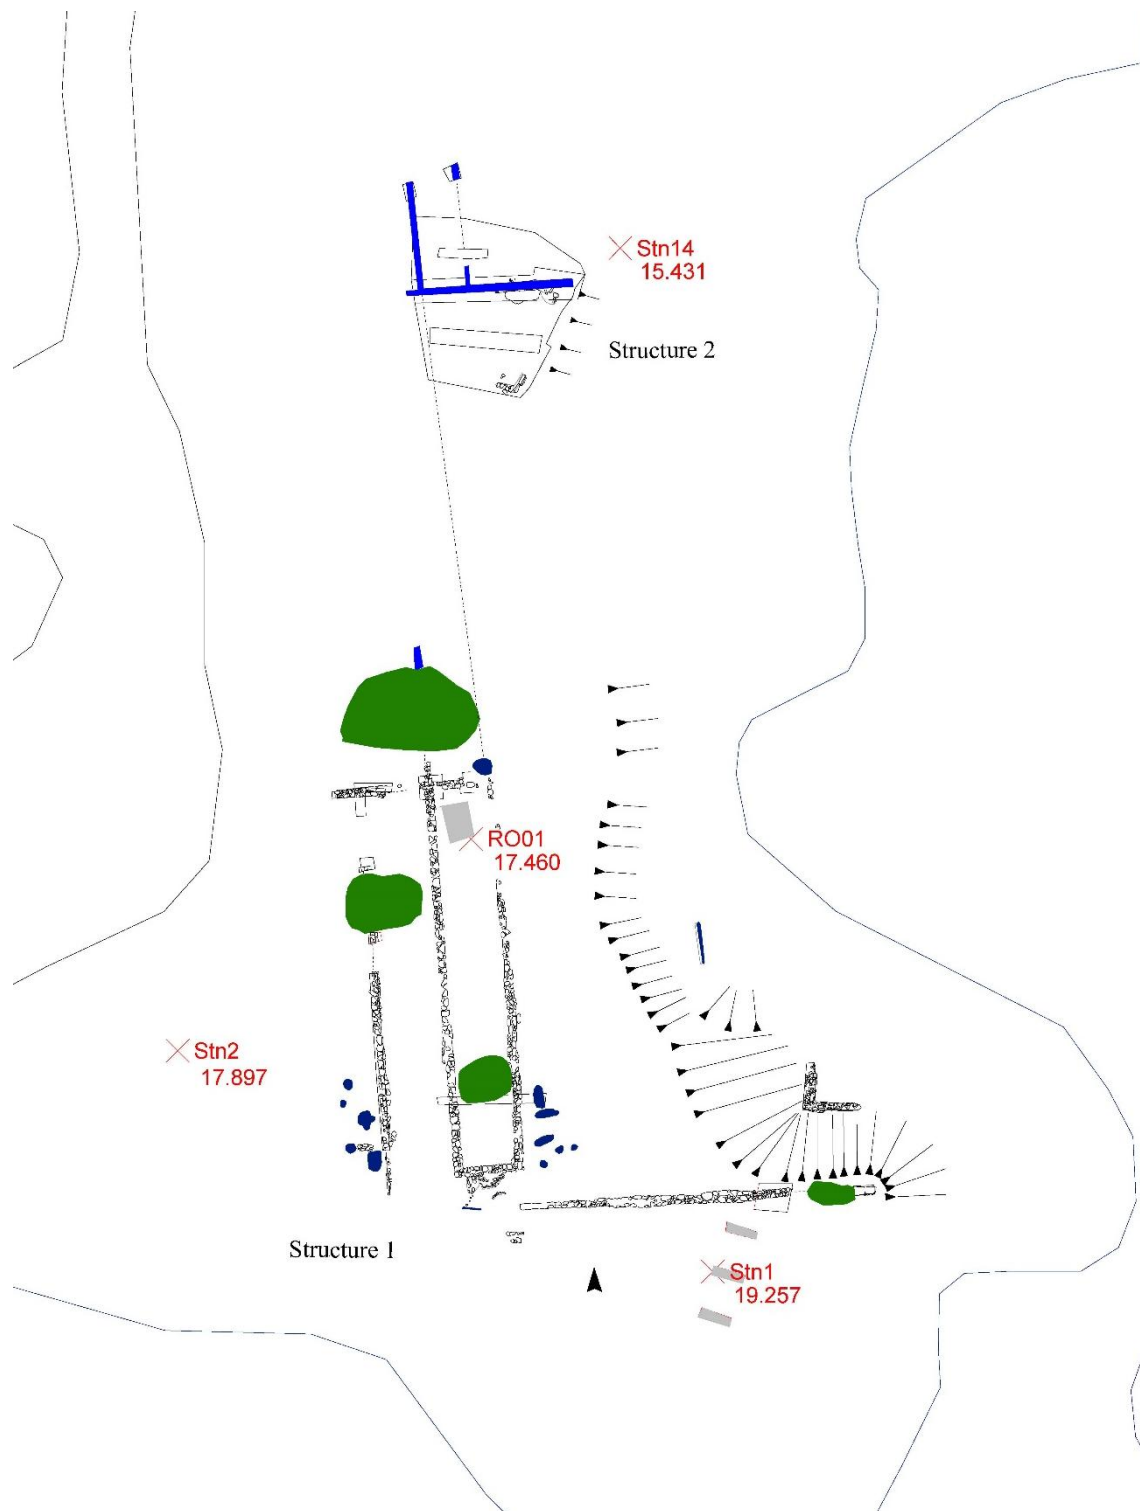 Stn14
15.431
Structure 2
RO01
17.460
Stn2
17.897
Structure 1
Stn1
19.257